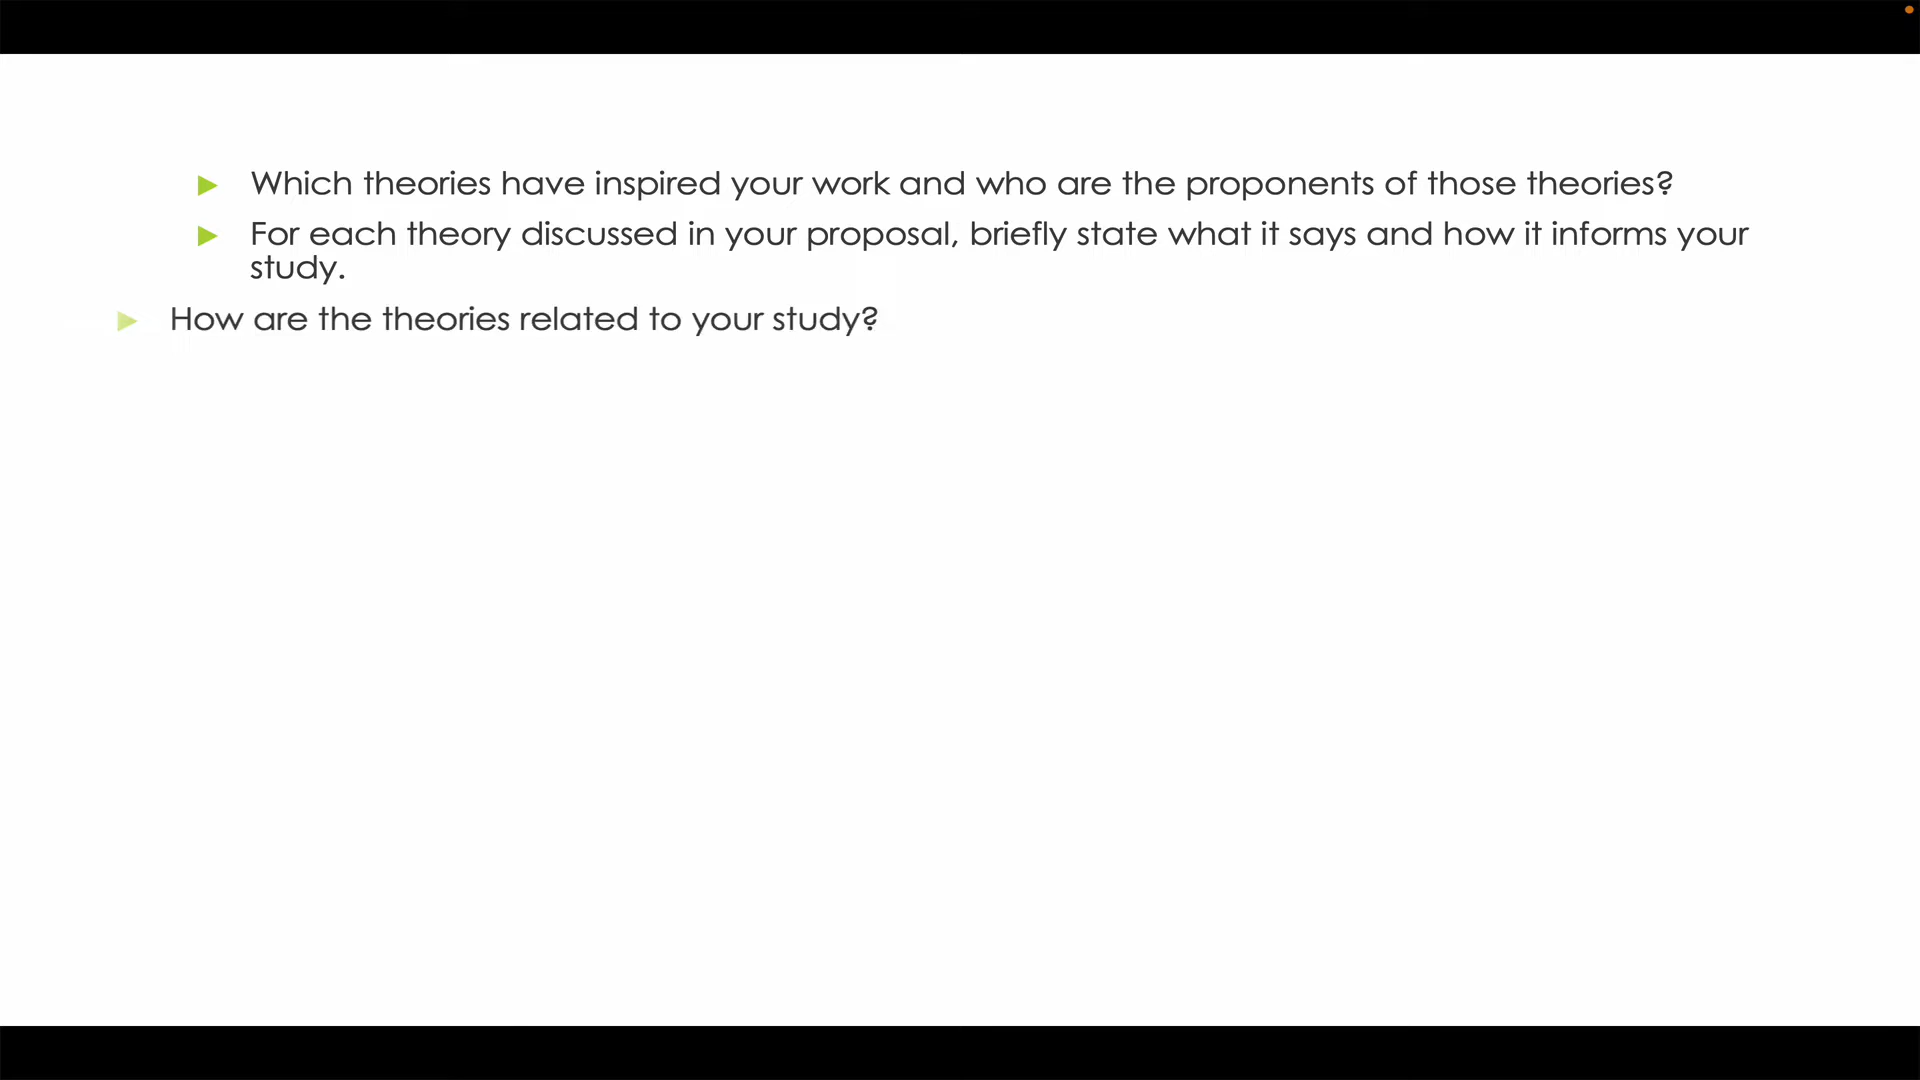 Which theories have inspired your work and who are the proponents of those theories?
For each theory discussed in your proposal, briefly state what it says and how it informs your
study.
How are the theories related to your study?